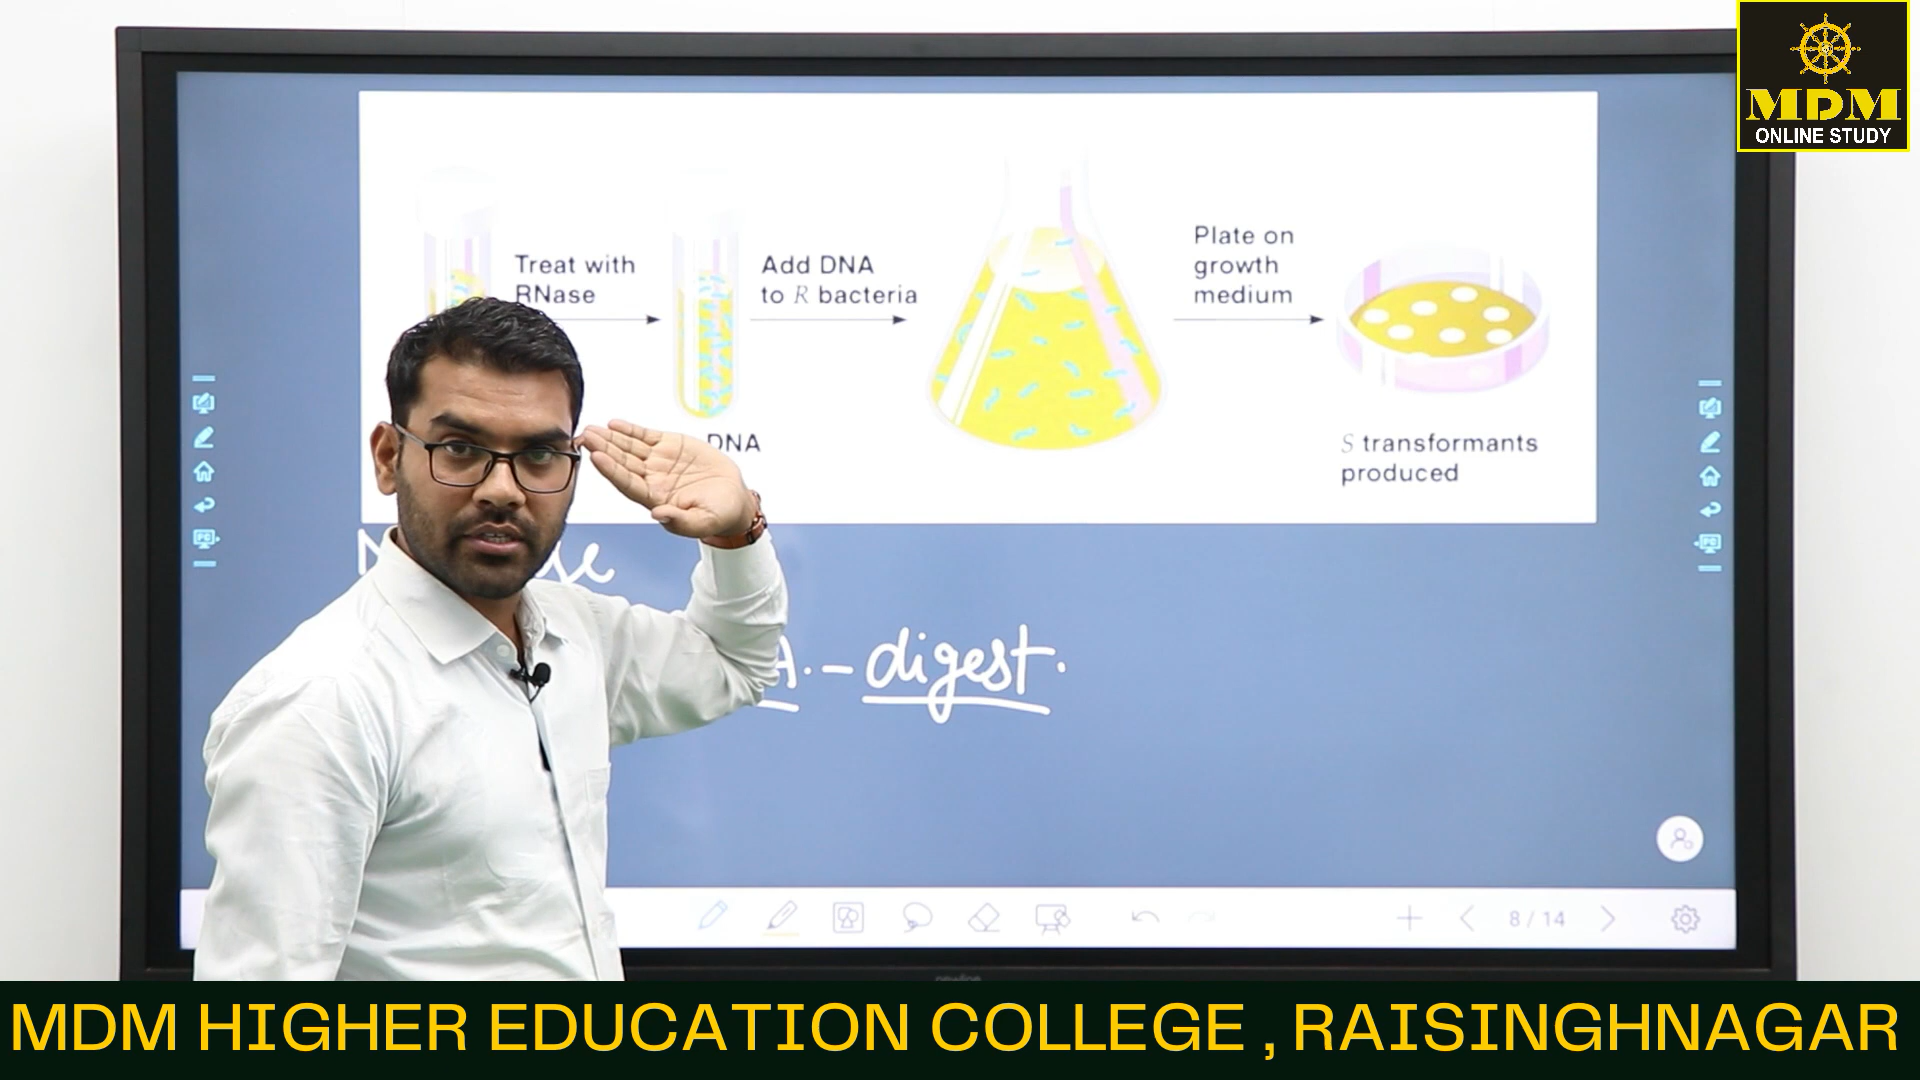 MDM
ONLINE STUDY
Treat with
RNase
Add DNA
to R bacteria
Plate on
growth
medium
DNA
S transformants
produced
A. – digest.
8 / 14
MDM HIGHER EDUCATION COLLEGE , RAISINGHNAGAR